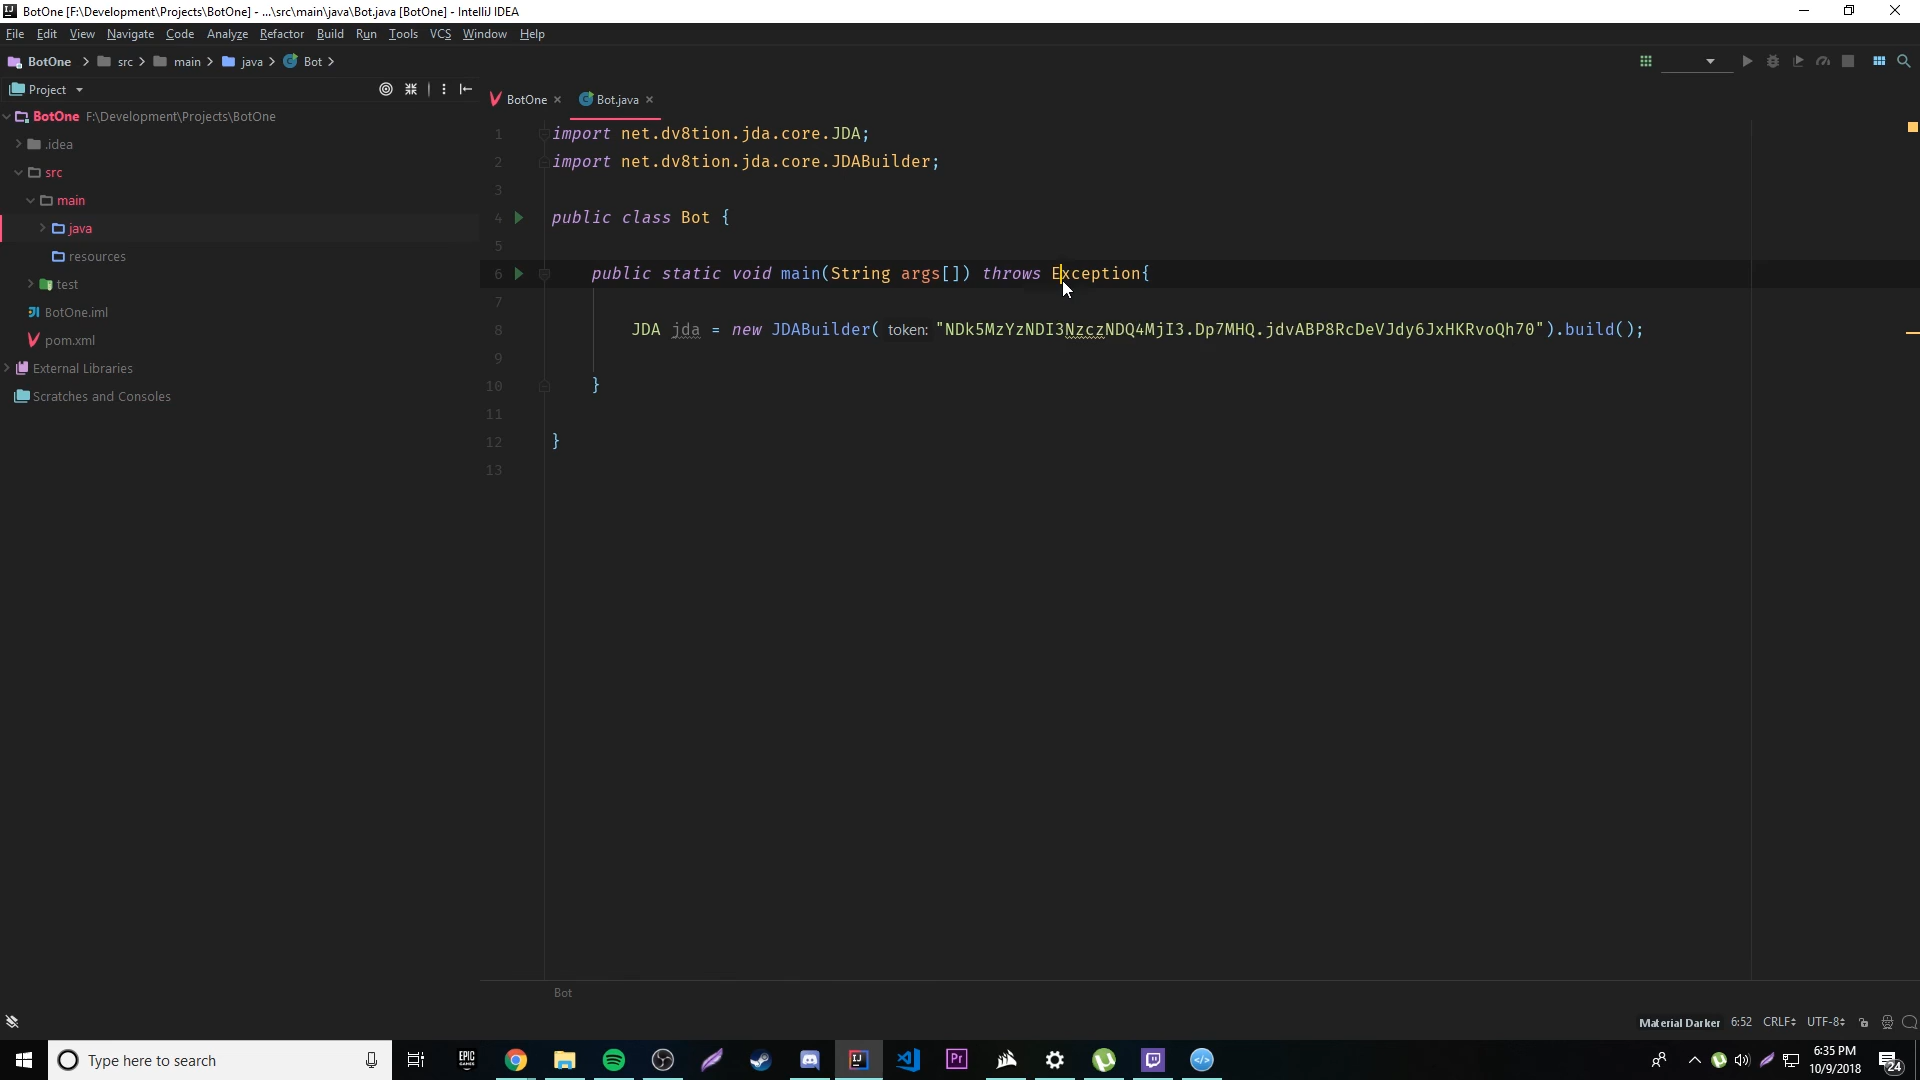 BotOne [F:\Development\Projects\BotOne] - ...\src\main\java\Bot.java [BotOne] - IntelliJ IDEA
File Edit View Navigate Code Analyze Refactor Build Run Tools VCS Window Help
BotOne src main java Bot
Project
BotOne F:\Development\Projects\BotOne
.idea
src
main
java
resources
test
BotOne.iml
pom.xml
External Libraries
Scratches and Consoles
BotOne Bot.java
1 import net.dv8tion.jda.core.JDA;
2 import net.dv8tion.jda.core.JDABuilder;
3
4 public class Bot {
5
6 public static void main(String args[]) throws Exception{
7
8 JDA jda = new JDABuilder( token: "NDk5MzYzNDI3NzczNDQ4MjI3.Dp7MHQ.jdvABP8RcDeVJdy6JxHKRvoQh70").build();
9
10 }
11
12 }
13
Bot
Material Darker 6:52 CRLF UTF-8
Type here to search
EPIC GAMES
IJ
Pr
6:35 PM
10/9/2018
24